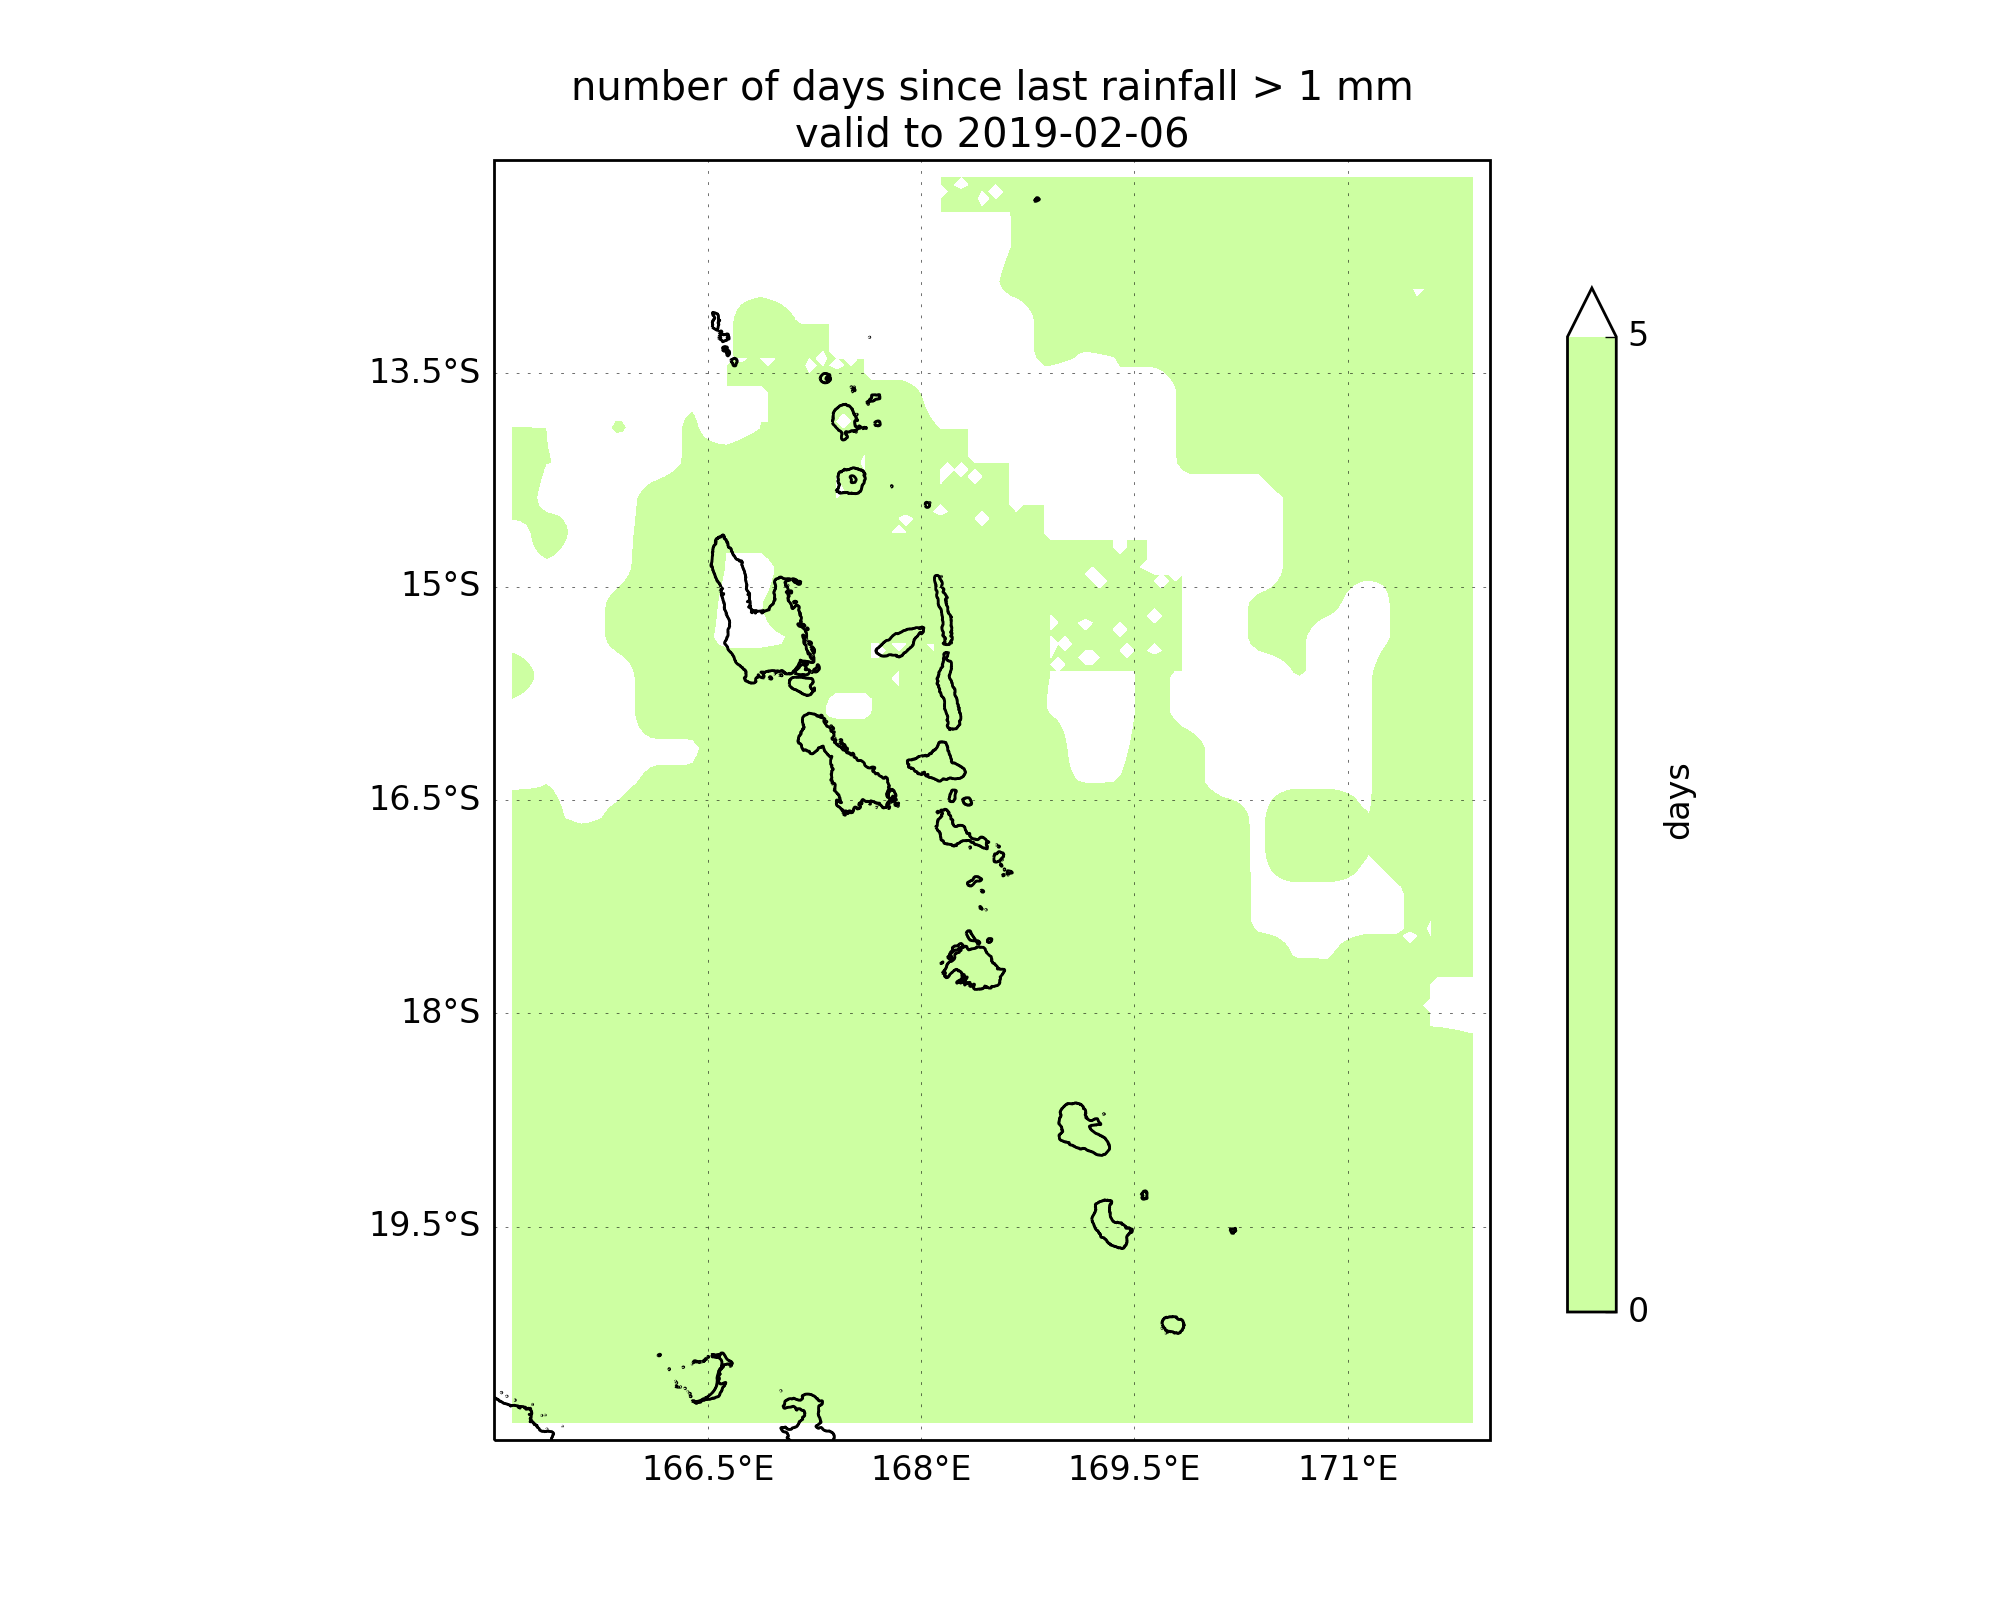 number of days since last rainfall > 1 mm
valid to 2019-02-06
13.5°S
15°S
16.5°S
18°S
19.5°S
166.5°E
168°E
169.5°E
171°E
5
0
days